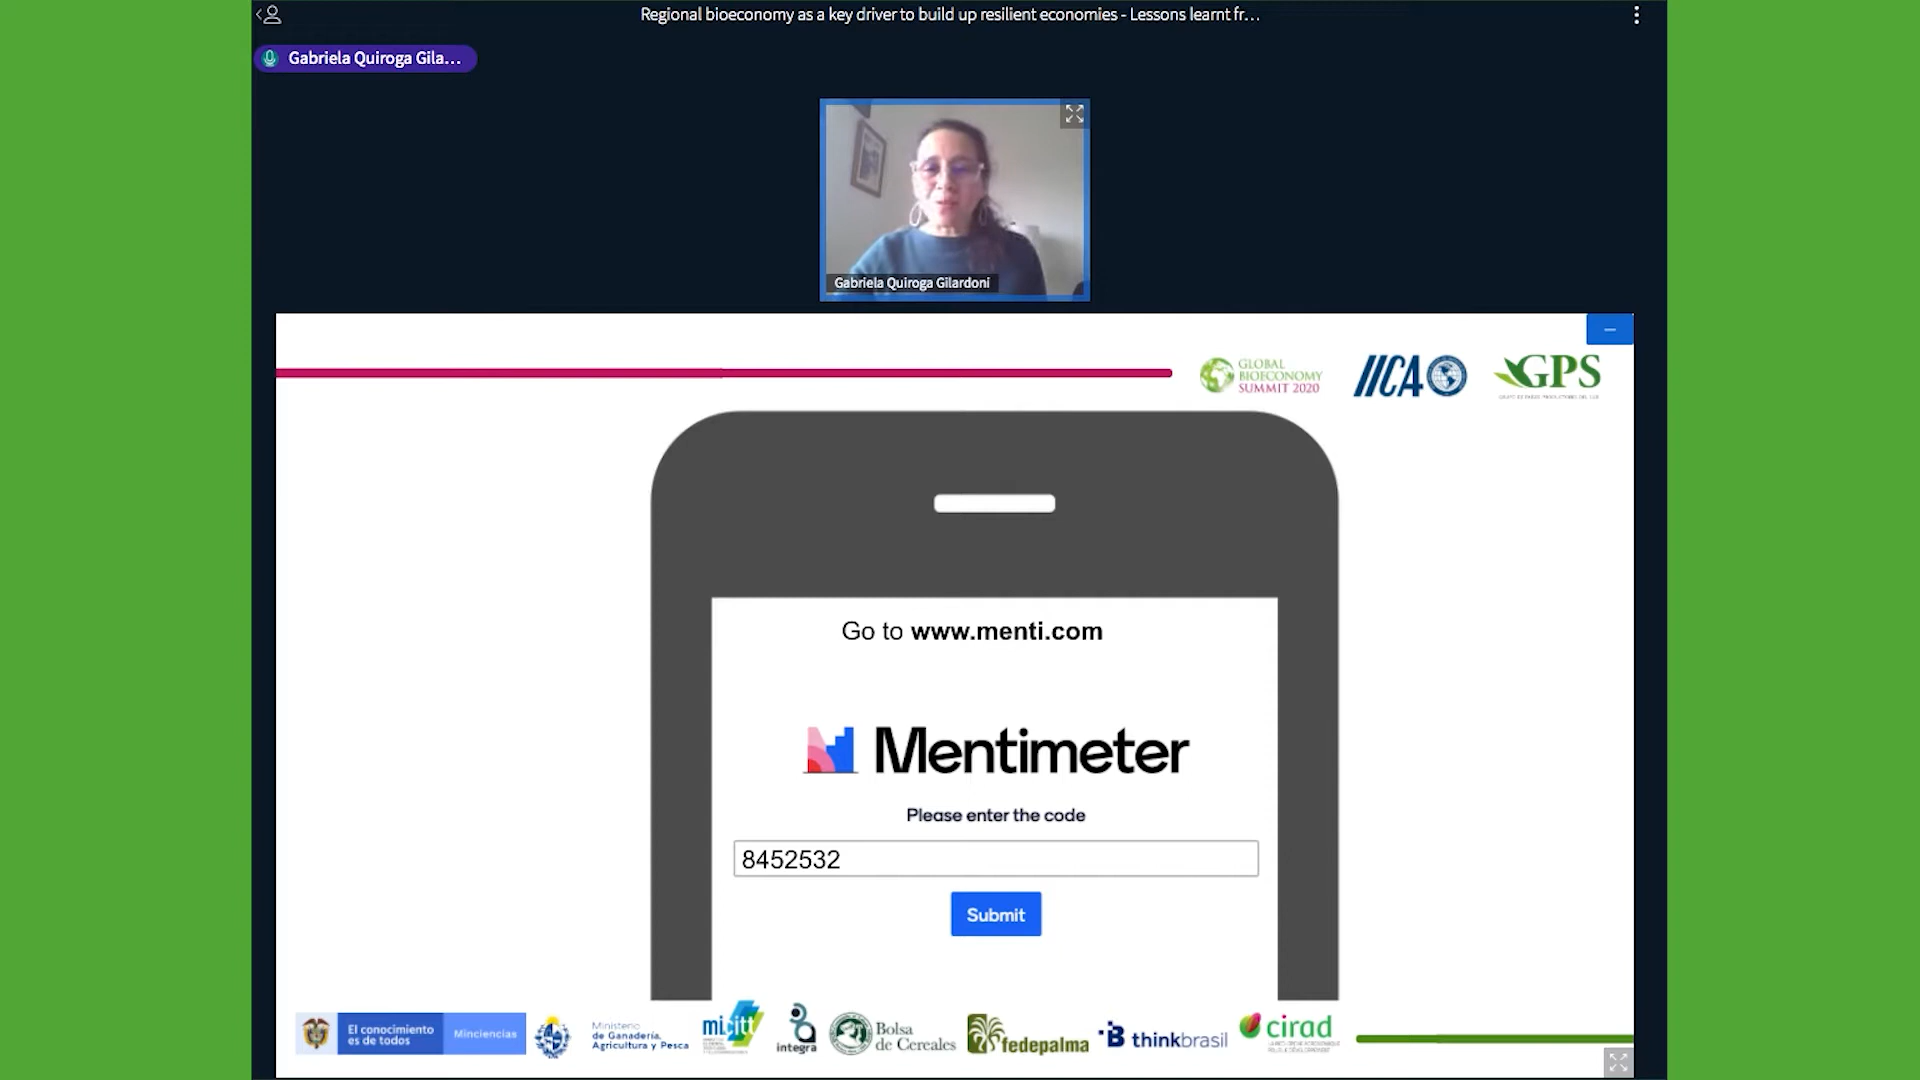 Regional bioeconomy as a key driver to build up resilient economies - Lessons learnt fr...
Gabriela Quiroga Gila...
Gabriela Quiroga Gilardoni
GLOBAL
BIOECONOMY
SUMMIT 2020
IICA
GPS
Go to www.menti.com
Mentimeter
Please enter the code
8452532
Submit
El conocimiento
es de todos
Minciencias
Ministerio
de Ganadería,
Agricultura y Pesca
micitt
integra
Bolsa
de Cereales
fedepalma
B thinkbrasil
cirad